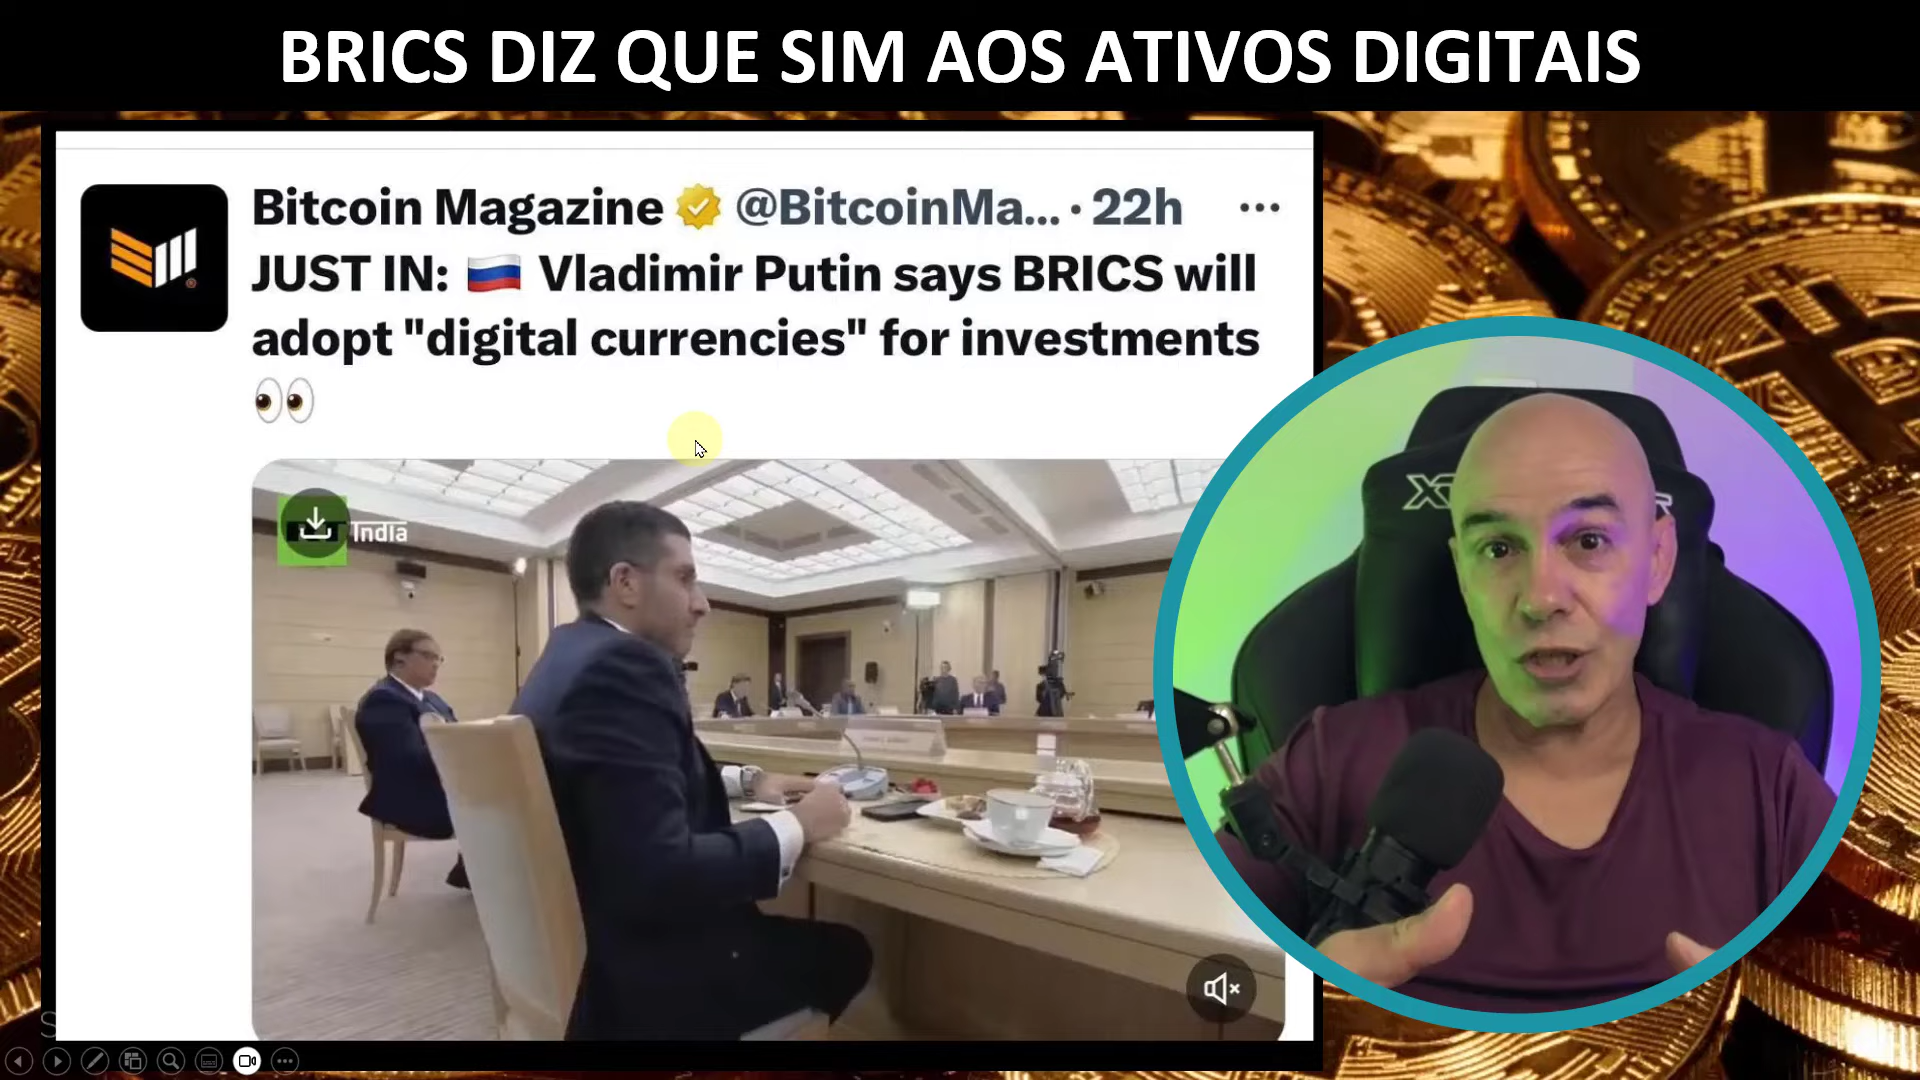 BRICS DIZ QUE SIM AOS ATIVOS DIGITAIS
Bitcoin Magazine @BitcoinMa... · 22h
JUST IN: 🇷🇺 Vladimir Putin says BRICS will
adopt "digital currencies" for investments
👀
India